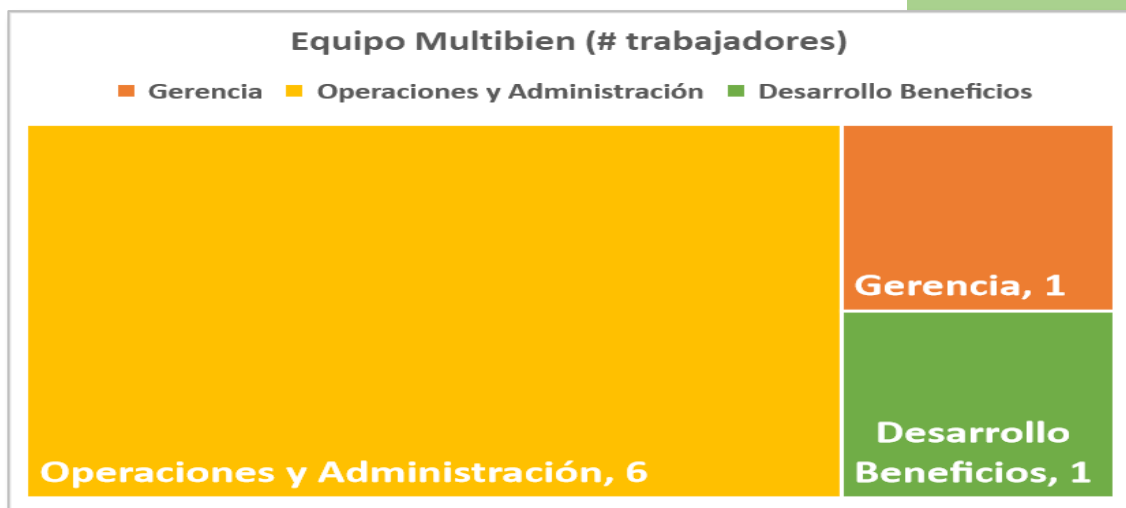 Equipo Multibien (# trabajadores)
Gerencia Operaciones y Administración Desarrollo Beneficios
Operaciones y Administración, 6
Gerencia, 1
Desarrollo
Beneficios, 1